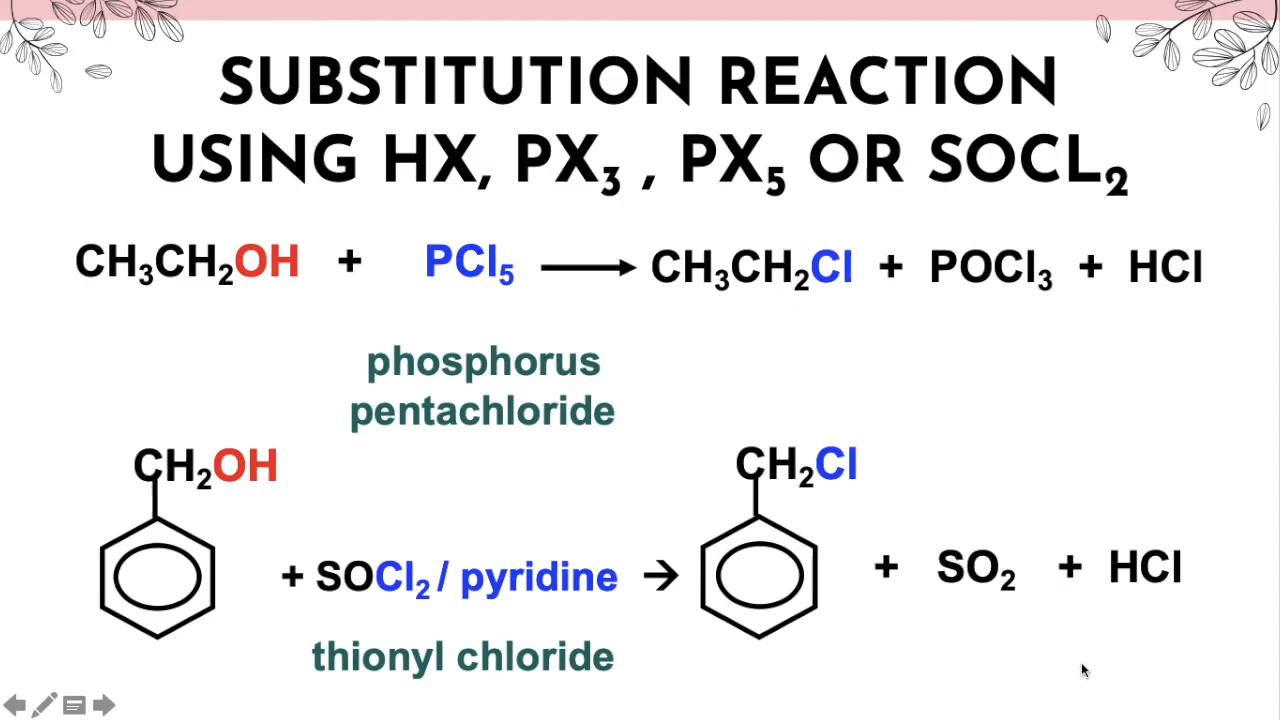 SUBSTITUTION REACTION
USING HX, PX₃ , PX₅ OR SOCL₂
CH₃CH₂OH + PCl₅ ⟶ CH₃CH₂Cl + POCl₃ + HCl
phosphorus
pentachloride
CH₂OH CH₂Cl
+ SOCl₂ / pyridine → + SO₂ + HCl
thionyl chloride